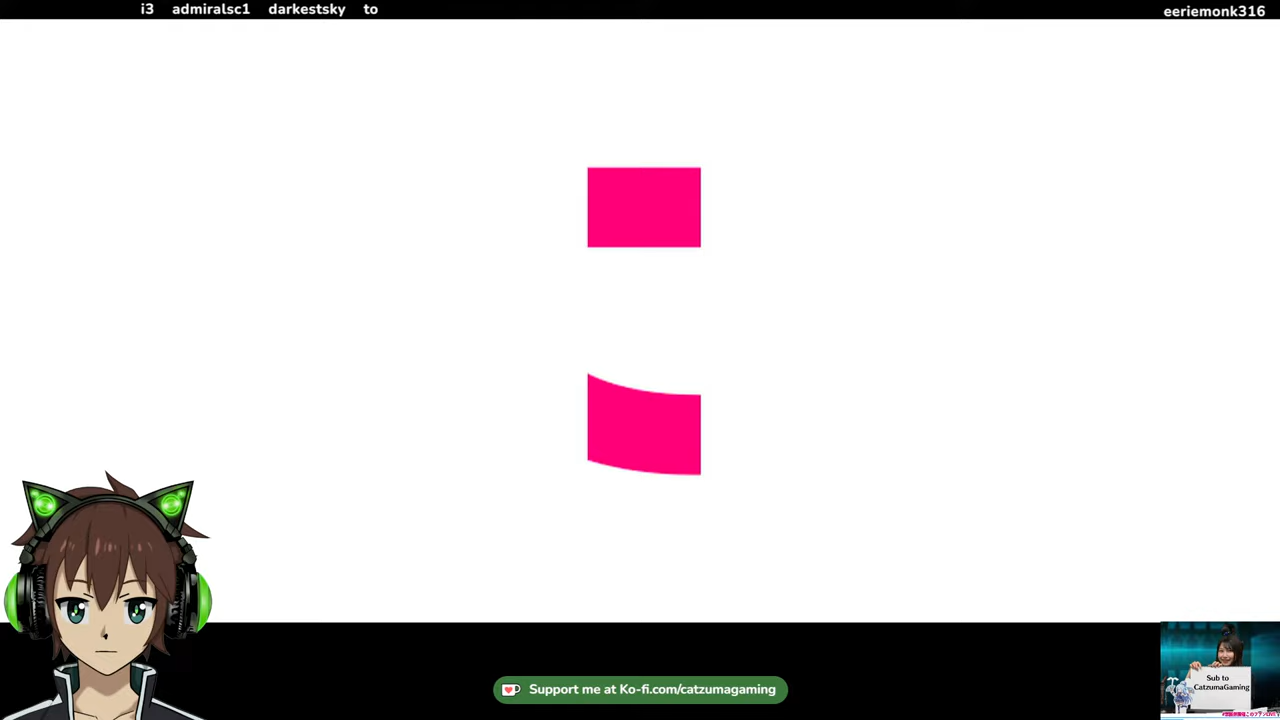 i3 admiralsc1 darkestsky to
eeriemonk316
Support me at Ko-fi.com/catzumagaming
Sub to
CatzumaGaming